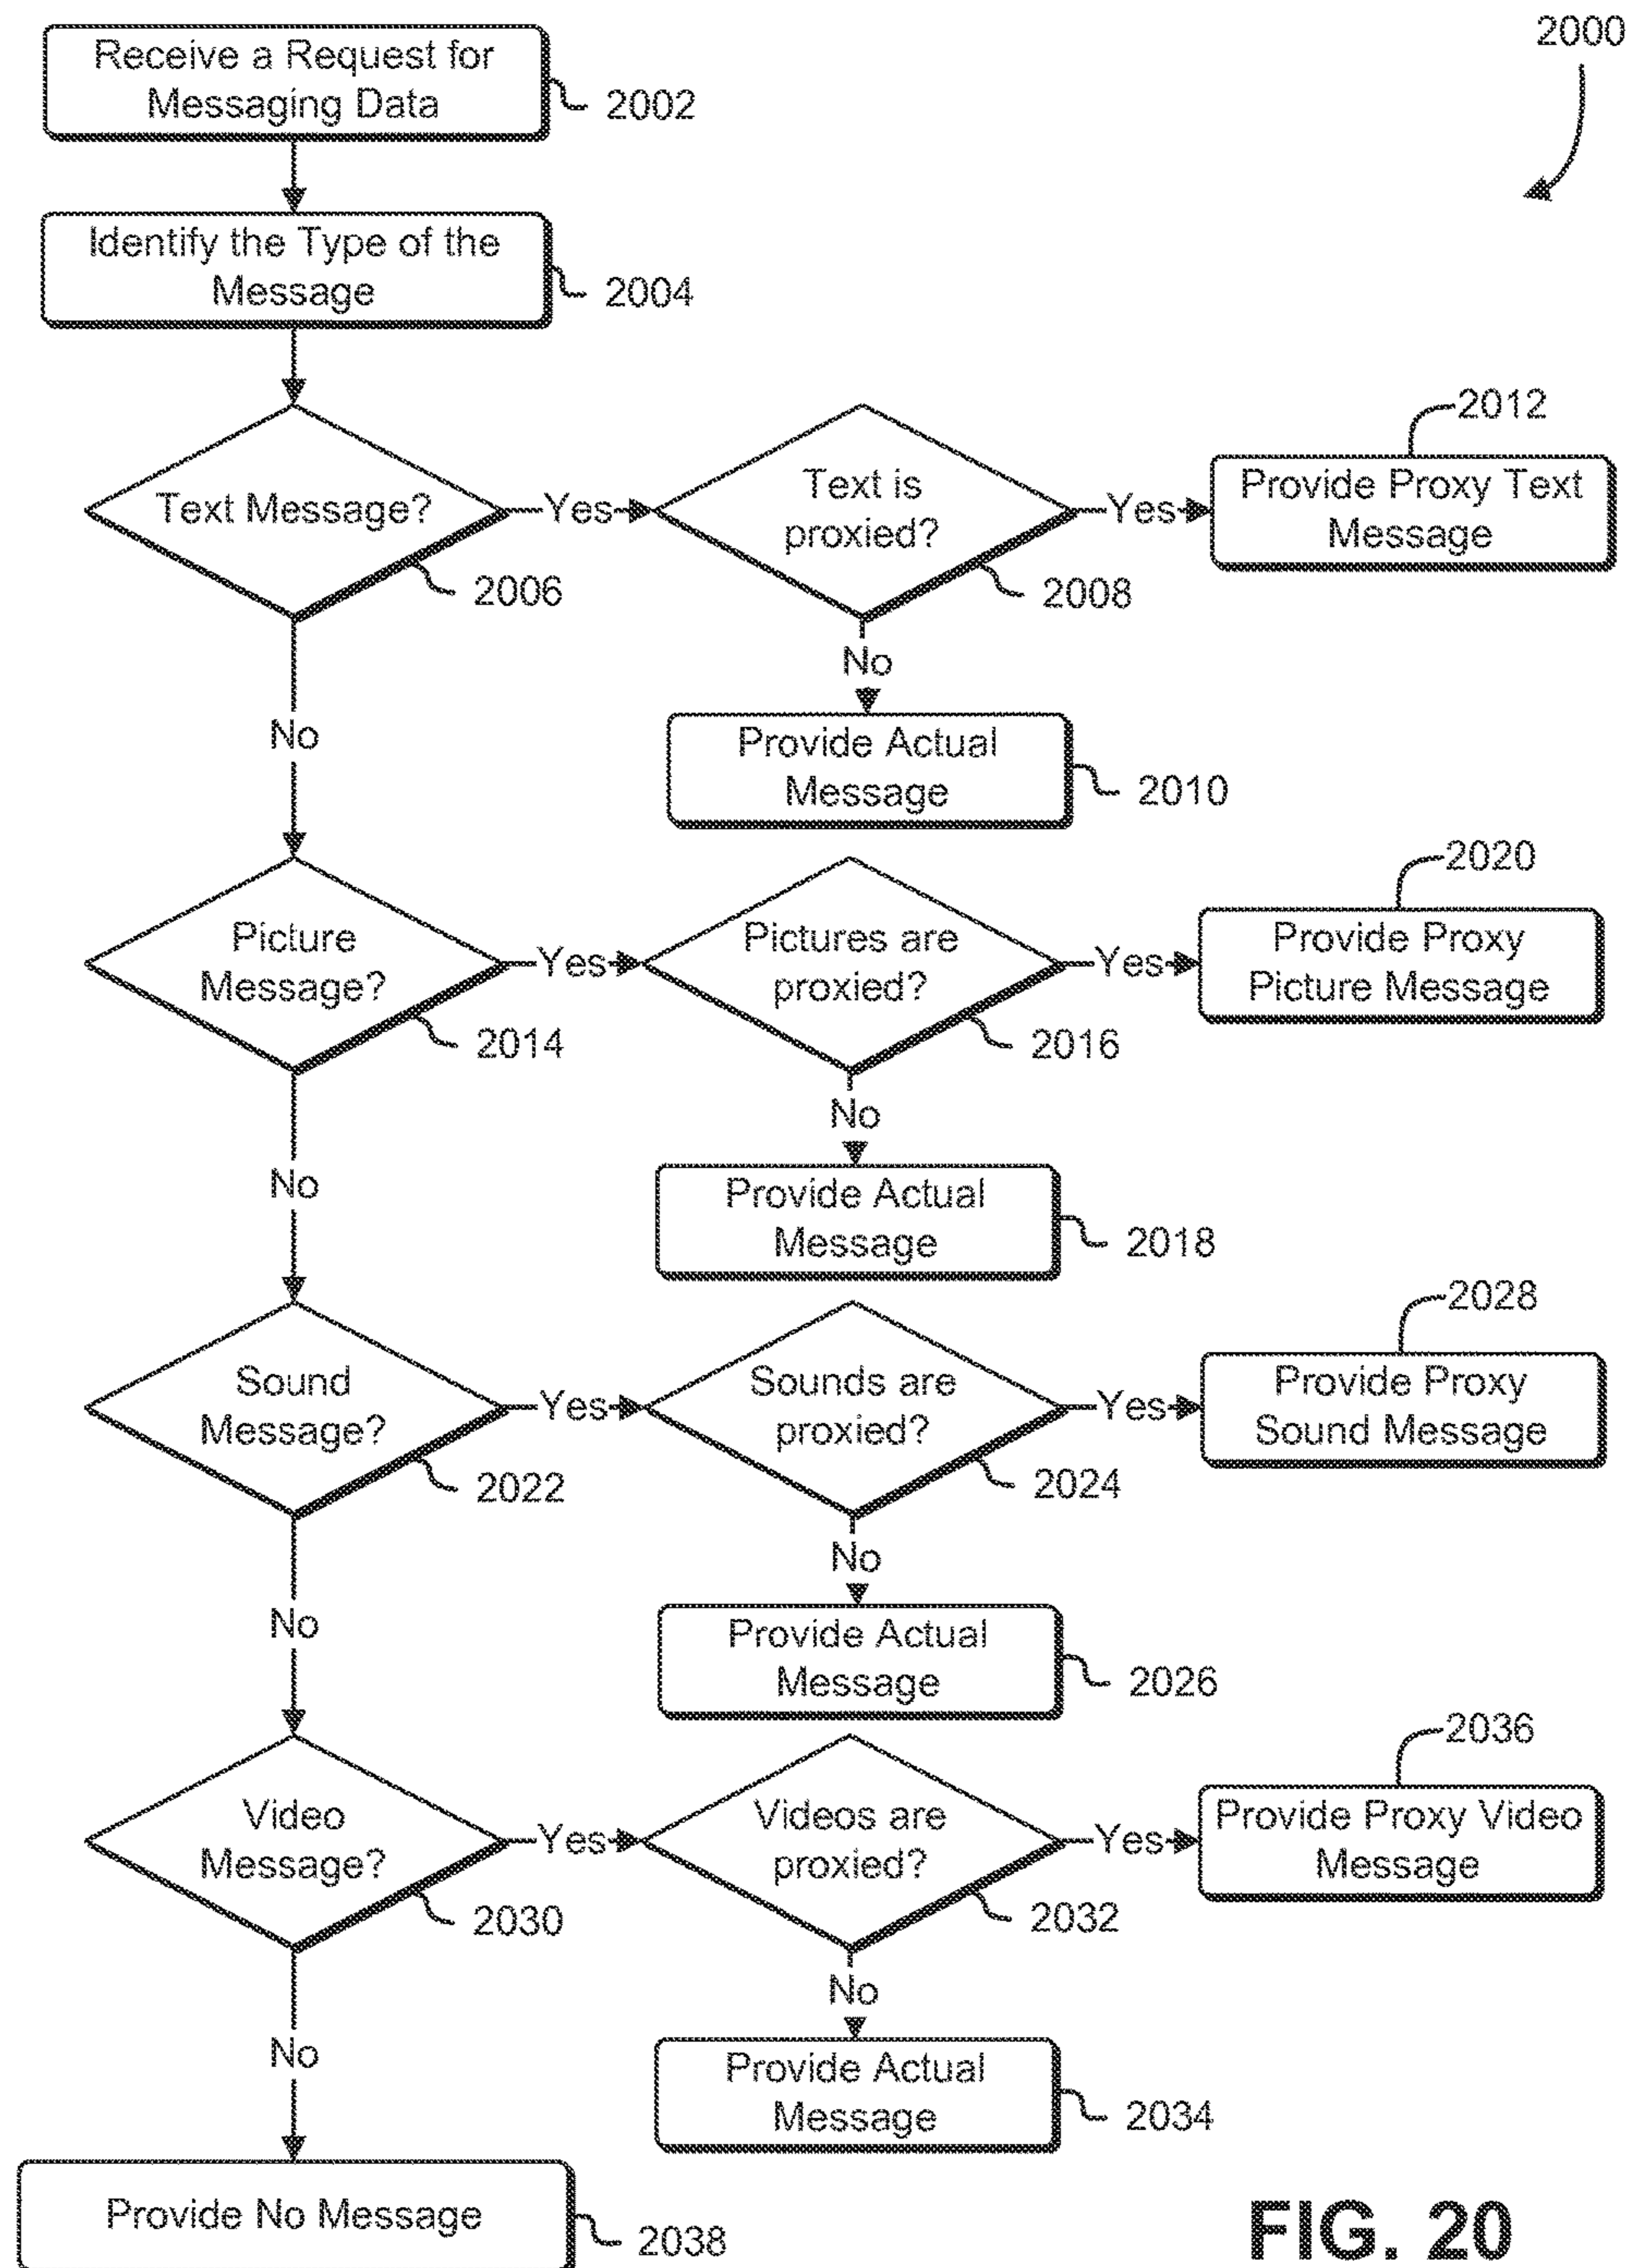 2000
Receive a Request for
Messaging Data
2002
Identify the Type of the
Message
2004
Text Message?
2006
Yes
Text is
proxied?
2008
Yes
2012
Provide Proxy Text
Message
No
Provide Actual
Message
2010
No
Picture
Message?
2014
Yes
Pictures are
proxied?
2016
Yes
2020
Provide Proxy
Picture Message
No
Provide Actual
Message
2018
No
Sound
Message?
2022
Yes
Sounds are
proxied?
2024
Yes
2028
Provide Proxy
Sound Message
No
Provide Actual
Message
2026
No
Video
Message?
2030
Yes
Videos are
proxied?
2032
Yes
2036
Provide Proxy Video
Message
No
Provide Actual
Message
2034
No
Provide No Message
2038
FIG. 20